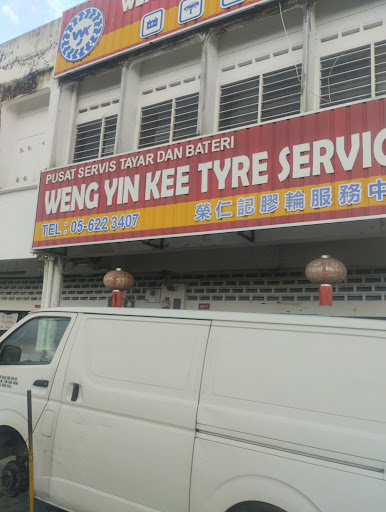 WYK
PUSAT SERVIS TAYAR DAN BATERI
WENG YIN KEE TYRE SERVIC
TEL : 05-622 3407
榮仁記膠輪服務中